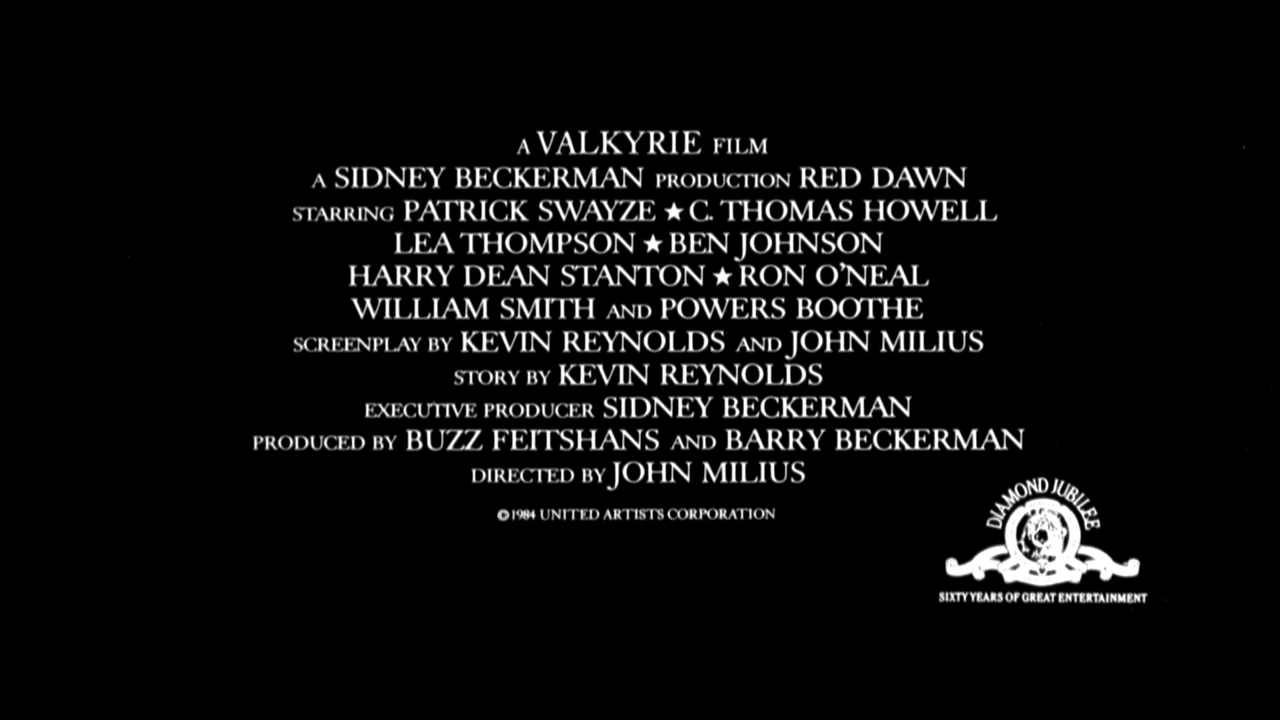 A VALKYRIE FILM
A SIDNEY BECKERMAN PRODUCTION RED DAWN
STARRING PATRICK SWAYZE ★ C. THOMAS HOWELL
LEA THOMPSON ★ BEN JOHNSON
HARRY DEAN STANTON ★ RON O'NEAL
WILLIAM SMITH AND POWERS BOOTHE
SCREENPLAY BY KEVIN REYNOLDS AND JOHN MILIUS
STORY BY KEVIN REYNOLDS
EXECUTIVE PRODUCER SIDNEY BECKERMAN
PRODUCED BY BUZZ FEITSHANS AND BARRY BECKERMAN
DIRECTED BY JOHN MILIUS
©1984 UNITED ARTISTS CORPORATION
DIAMOND JUBILEE
SIXTY YEARS OF GREAT ENTERTAINMENT